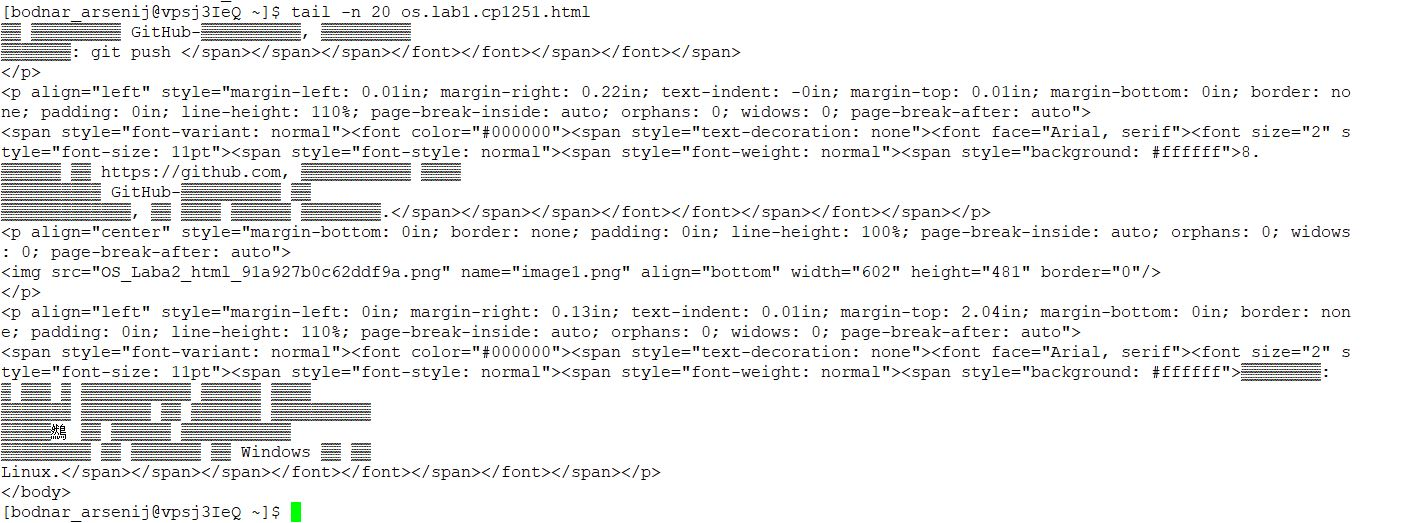 [bodnar_arsenij@vpsj3IeQ ~]$ tail -n 20 os.lab1.cp1251.html
GitHub-, 
: git push </span></span></span></font></font></span></font></span>
</p>
<p align="left" style="margin-left: 0.01in; margin-right: 0.22in; text-indent: -0in; margin-top: 0.01in; margin-bottom: 0in; border: no
ne; padding: 0in; line-height: 110%; page-break-inside: auto; orphans: 0; widows: 0; page-break-after: auto">
<span style="font-variant: normal"><font color="#000000"><span style="text-decoration: none"><font face="Arial, serif"><font size="2" s
tyle="font-size: 11pt"><span style="font-style: normal"><span style="font-weight: normal"><span style="background: #ffffff">8.
https://github.com,
GitHub-
, .</span></span></span></font></font></span></font></span></p>
<p align="center" style="margin-bottom: 0in; border: none; padding: 0in; line-height: 100%; page-break-inside: auto; orphans: 0; widows
: 0; page-break-after: auto">
<img src="OS_Laba2_html_91a927b0c62ddf9a.png" name="image1.png" align="bottom" width="602" height="481" border="0"/>
</p>
<p align="left" style="margin-left: 0in; margin-right: 0.13in; text-indent: 0.01in; margin-top: 2.04in; margin-bottom: 0in; border: non
e; padding: 0in; line-height: 110%; page-break-inside: auto; orphans: 0; widows: 0; page-break-after: auto">
<span style="font-variant: normal"><font color="#000000"><span style="text-decoration: none"><font face="Arial, serif"><font size="2" s
tyle="font-size: 11pt"><span style="font-style: normal"><span style="font-weight: normal"><span style="background: #ffffff">:
Windows
Linux.</span></span></span></font></font></span></font></span></p>
</body>
[bodnar_arsenij@vpsj3IeQ ~]$